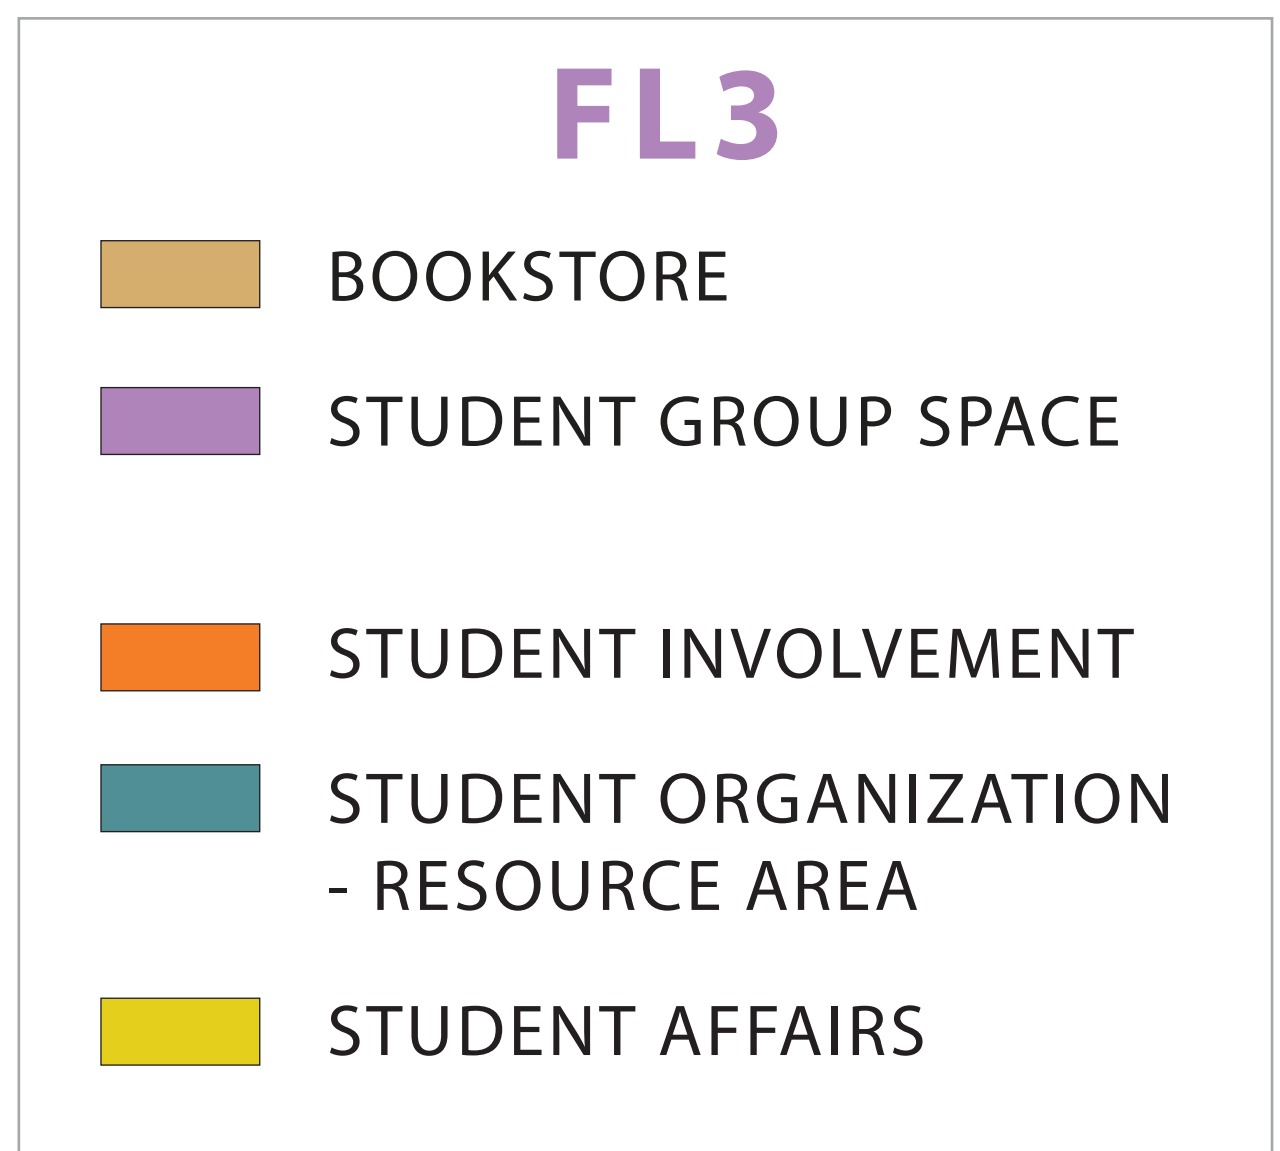 FL3
BOOKSTORE
STUDENT GROUP SPACE
STUDENT INVOLVEMENT
STUDENT ORGANIZATION
- RESOURCE AREA
STUDENT AFFAIRS